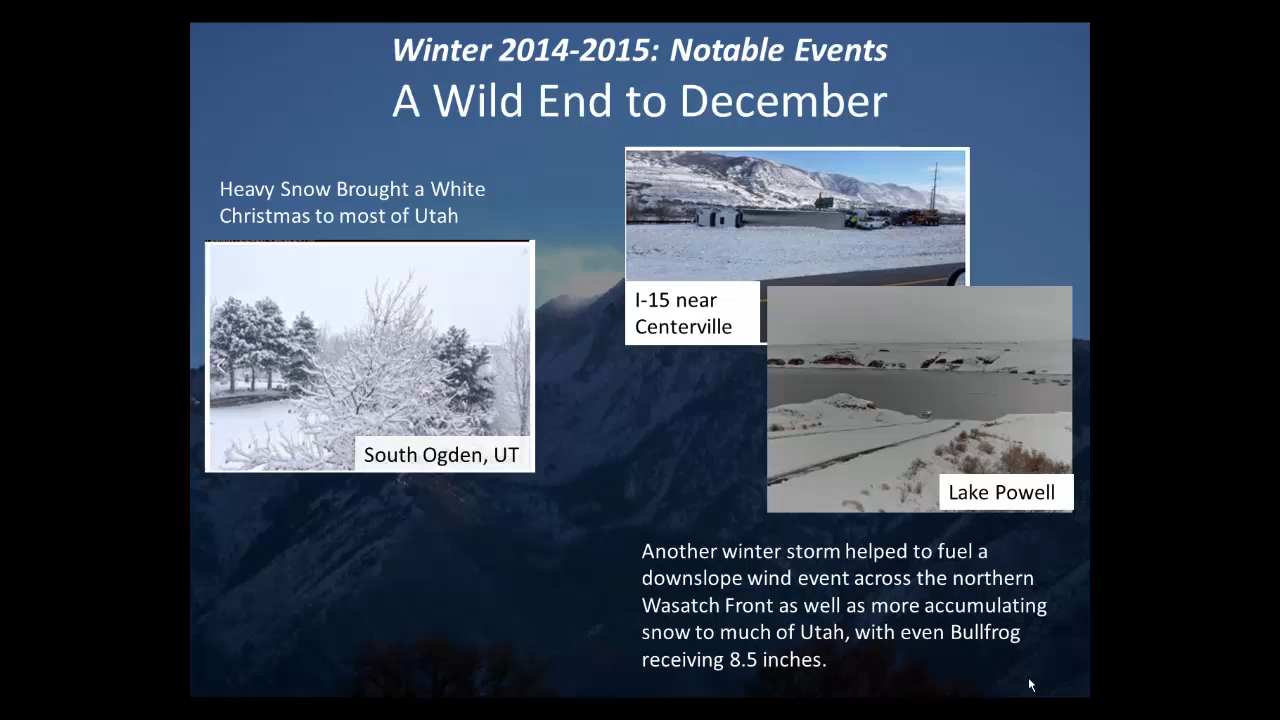 Winter 2014-2015: Notable Events
A Wild End to December
Heavy Snow Brought a White
Christmas to most of Utah
South Ogden, UT
I-15 near
Centerville
Lake Powell
Another winter storm helped to fuel a
downslope wind event across the northern
Wasatch Front as well as more accumulating
snow to much of Utah, with even Bullfrog
receiving 8.5 inches.